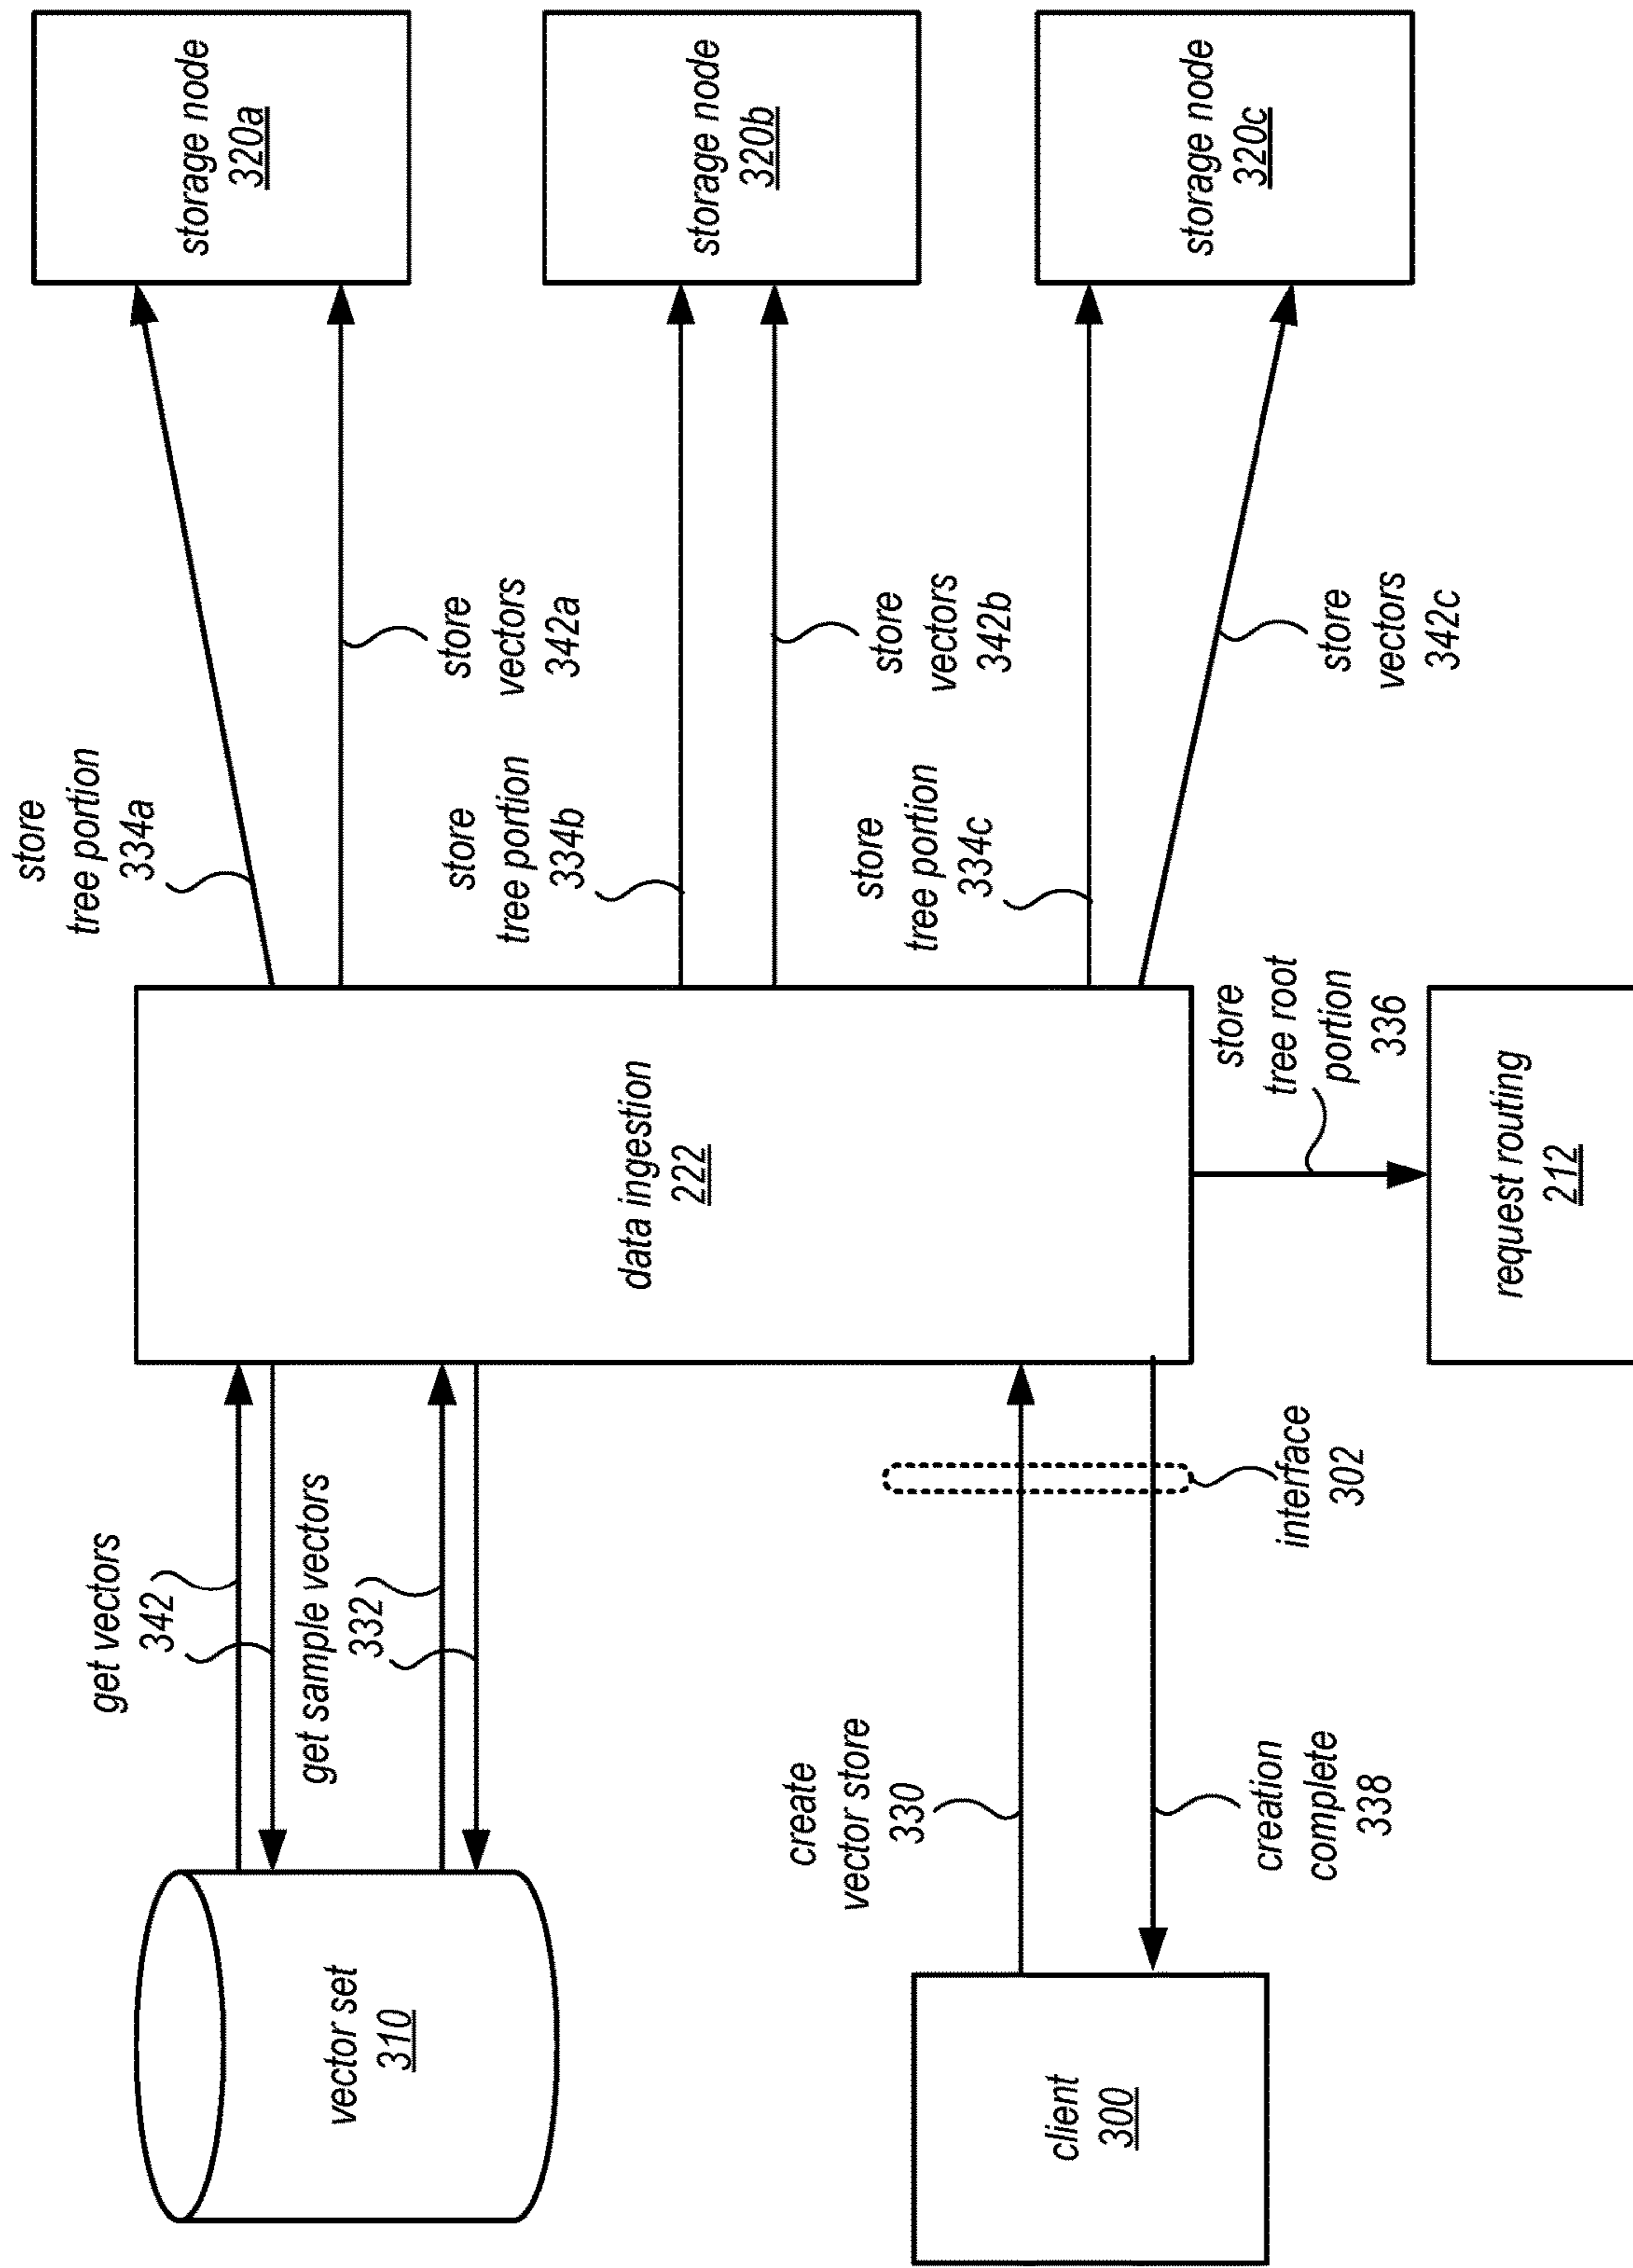 vector set
310
get vectors
342
get sample vectors
332
client
300
create
vector store
330
creation
complete
338
interface
302
data ingestion
222
store
tree portion
334a
store
vectors
342a
store
tree portion
334b
store
vectors
342b
store
tree portion
334c
store
vectors
342c
store
tree root
portion
336
request routing
212
storage node
320a
storage node
320b
storage node
320c